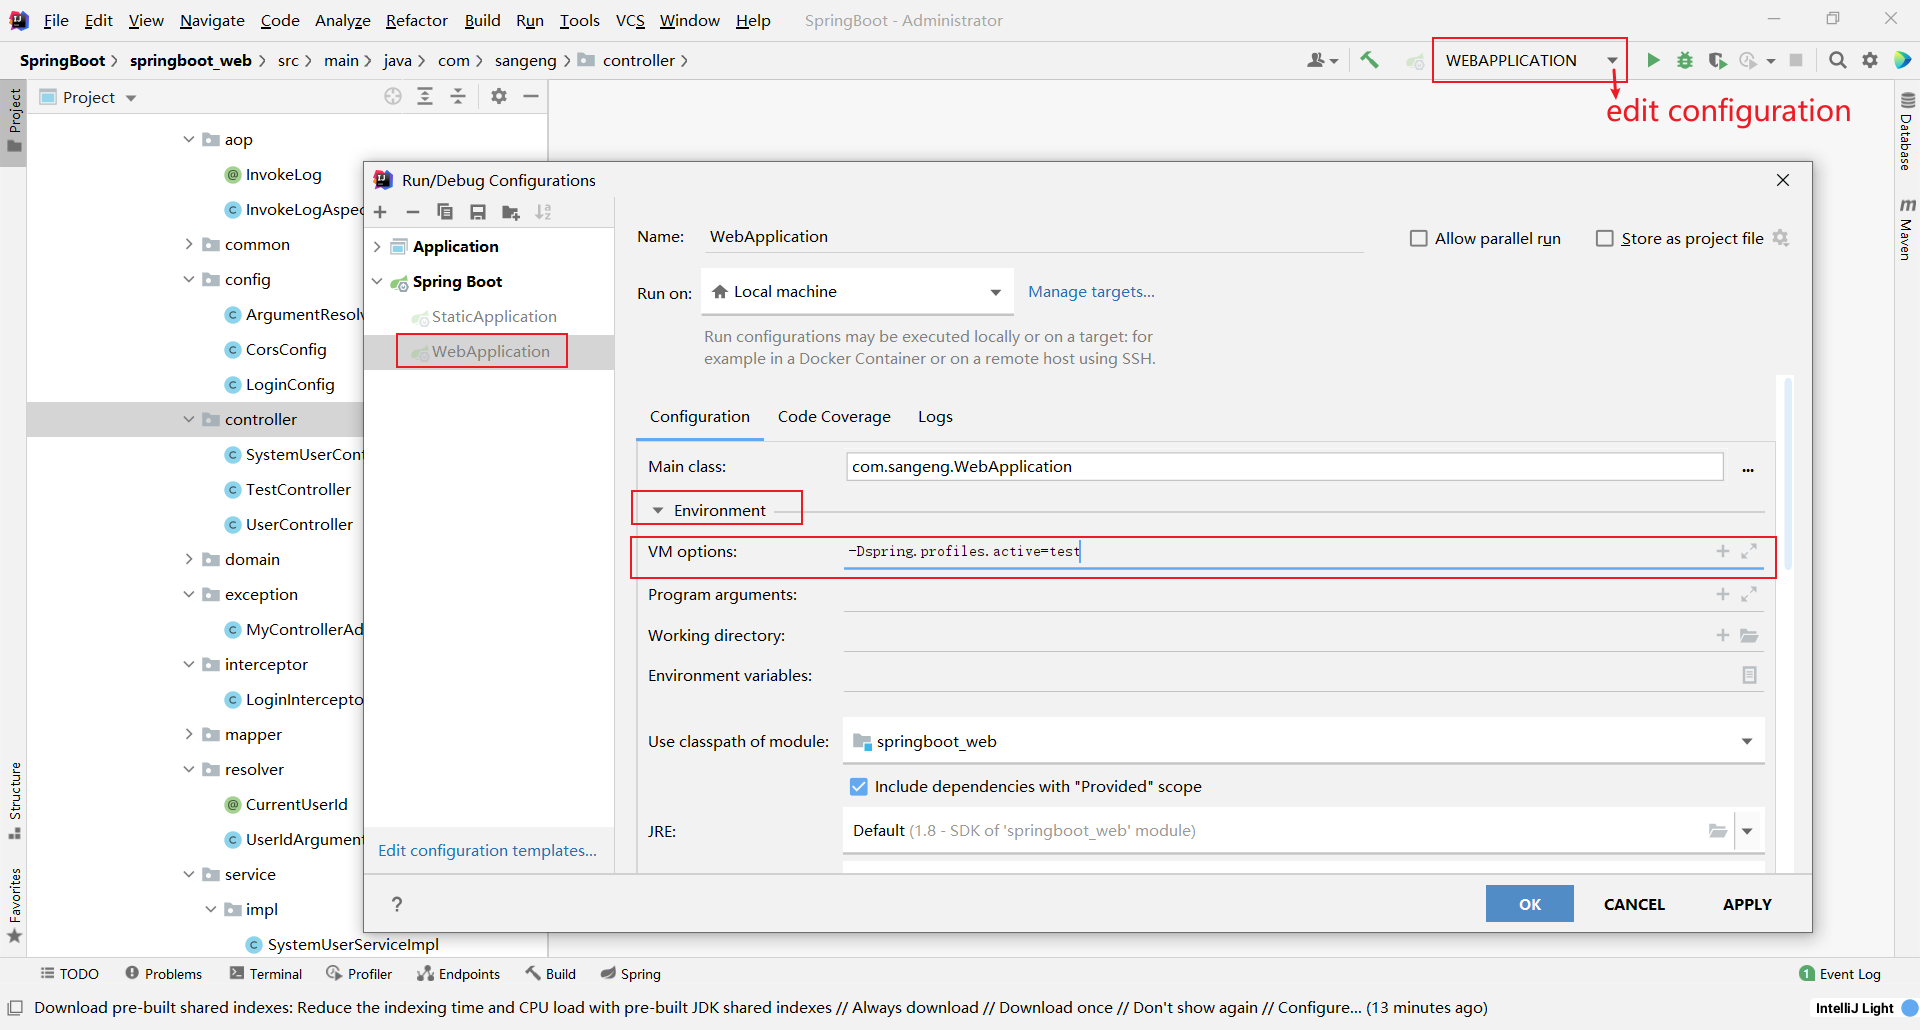 File Edit View Navigate Code Analyze Refactor Build Run Tools VCS Window Help SpringBoot - Administrator
SpringBoot springboot_web src main java com sangeng controller
WEBAPPLICATION
edit configuration
Project
Project
Structure
Favorites
Database
Maven
aop
InvokeLog
InvokeLogAspec
common
config
ArgumentResolv
CorsConfig
LoginConfig
controller
SystemUserCont
TestController
UserController
domain
exception
MyControllerAd
interceptor
LoginIntercepto
mapper
resolver
CurrentUserId
UserIdArgument
service
impl
SystemUserServiceImpl
Run/Debug Configurations
Application
Spring Boot
StaticApplication
WebApplication
Edit configuration templates...
Name: WebApplication
Allow parallel run
Store as project file
Run on: Local machine
Manage targets...
Run configurations may be executed locally or on a target: for
example in a Docker Container or on a remote host using SSH.
Configuration Code Coverage Logs
Main class: com.sangeng.WebApplication
...
Environment
VM options: -Dspring.profiles.active=test
Program arguments:
Working directory:
Environment variables:
Use classpath of module: springboot_web
Include dependencies with "Provided" scope
JRE: Default (1.8 - SDK of 'springboot_web' module)
?
OK CANCEL APPLY
TODO Problems Terminal Profiler Endpoints Build Spring
1 Event Log
Download pre-built shared indexes: Reduce the indexing time and CPU load with pre-built JDK shared indexes // Always download // Download once // Don't show again // Configure... (13 minutes ago)
IntelliJ Light